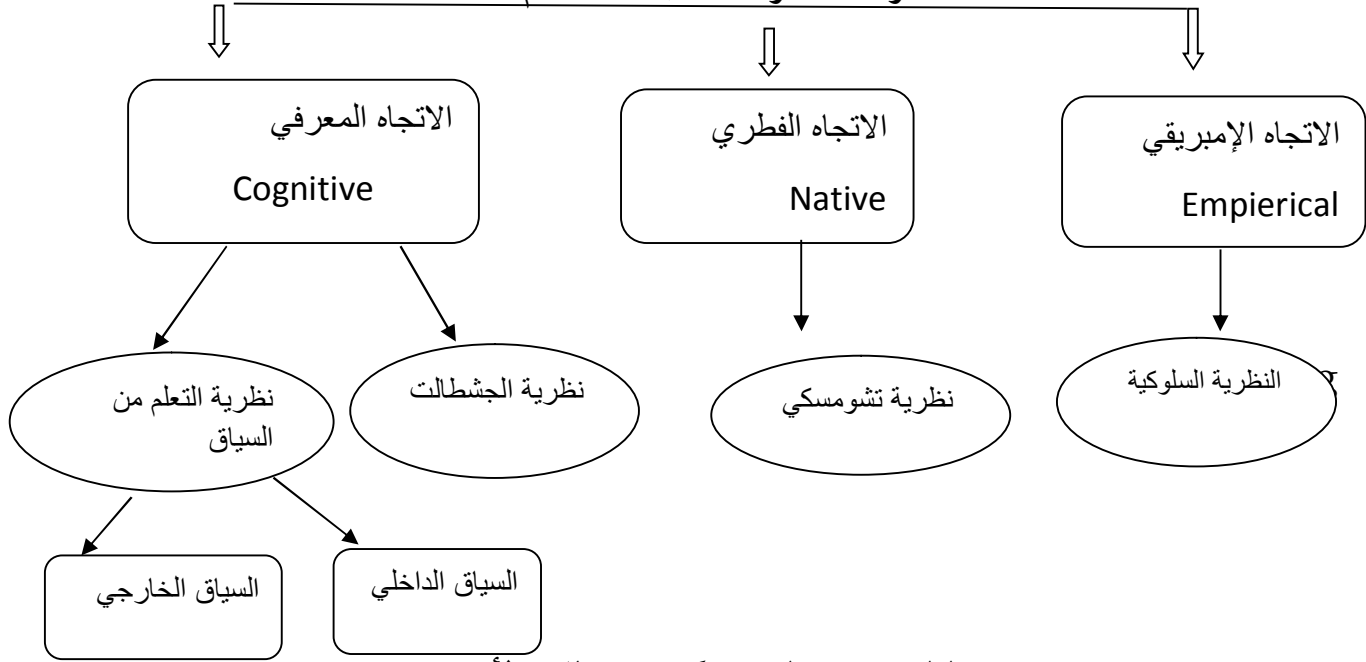 الاتجاه الإمبريقي
Empierical
الاتجاه الفطري
Native
الاتجاه المعرفي
Cognitive
النظرية السلوكية
نظرية تشومسكي
نظرية الجشطالت
نظرية التعلم من
السياق
السياق الداخلي
السياق الخارجي